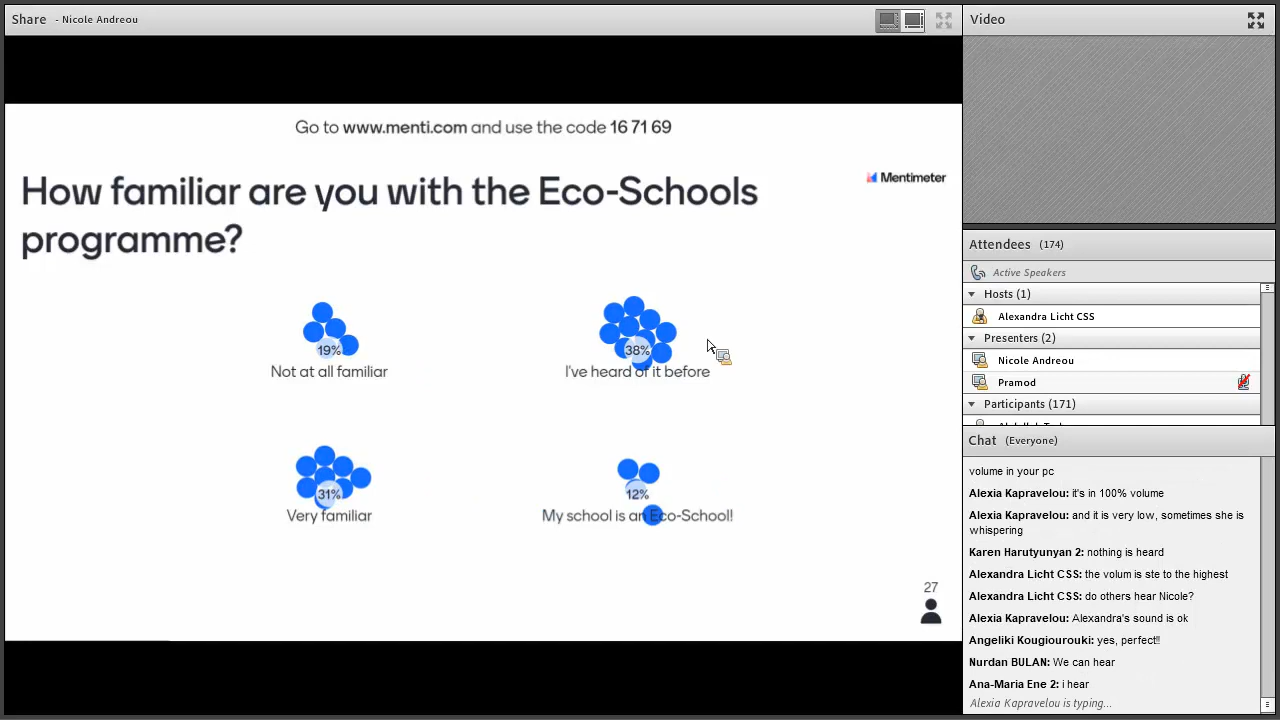 Share - Nicole Andreou
Go to www.menti.com and use the code 16 71 69
Mentimeter
How familiar are you with the Eco-Schools
programme?
19%
Not at all familiar
38%
I've heard of it before
31%
Very familiar
12%
My school is an Eco-School!
27
Video
Attendees (174)
Active Speakers
Hosts (1)
Alexandra Licht CSS
Presenters (2)
Nicole Andreou
Pramod
Participants (171)
Chat (Everyone)
volume in your pc
Alexia Kapravelou: it's in 100% volume
Alexia Kapravelou: and it is very low, sometimes she is
whispering
Karen Harutyunyan 2: nothing is heard
Alexandra Licht CSS: the volum is ste to the highest
Alexandra Licht CSS: do others hear Nicole?
Alexia Kapravelou: Alexandra's sound is ok
Angeliki Kougiourouki: yes, perfect!!
Nurdan BULAN: We can hear
Ana-Maria Ene 2: i hear
Alexia Kapravelou is typing...